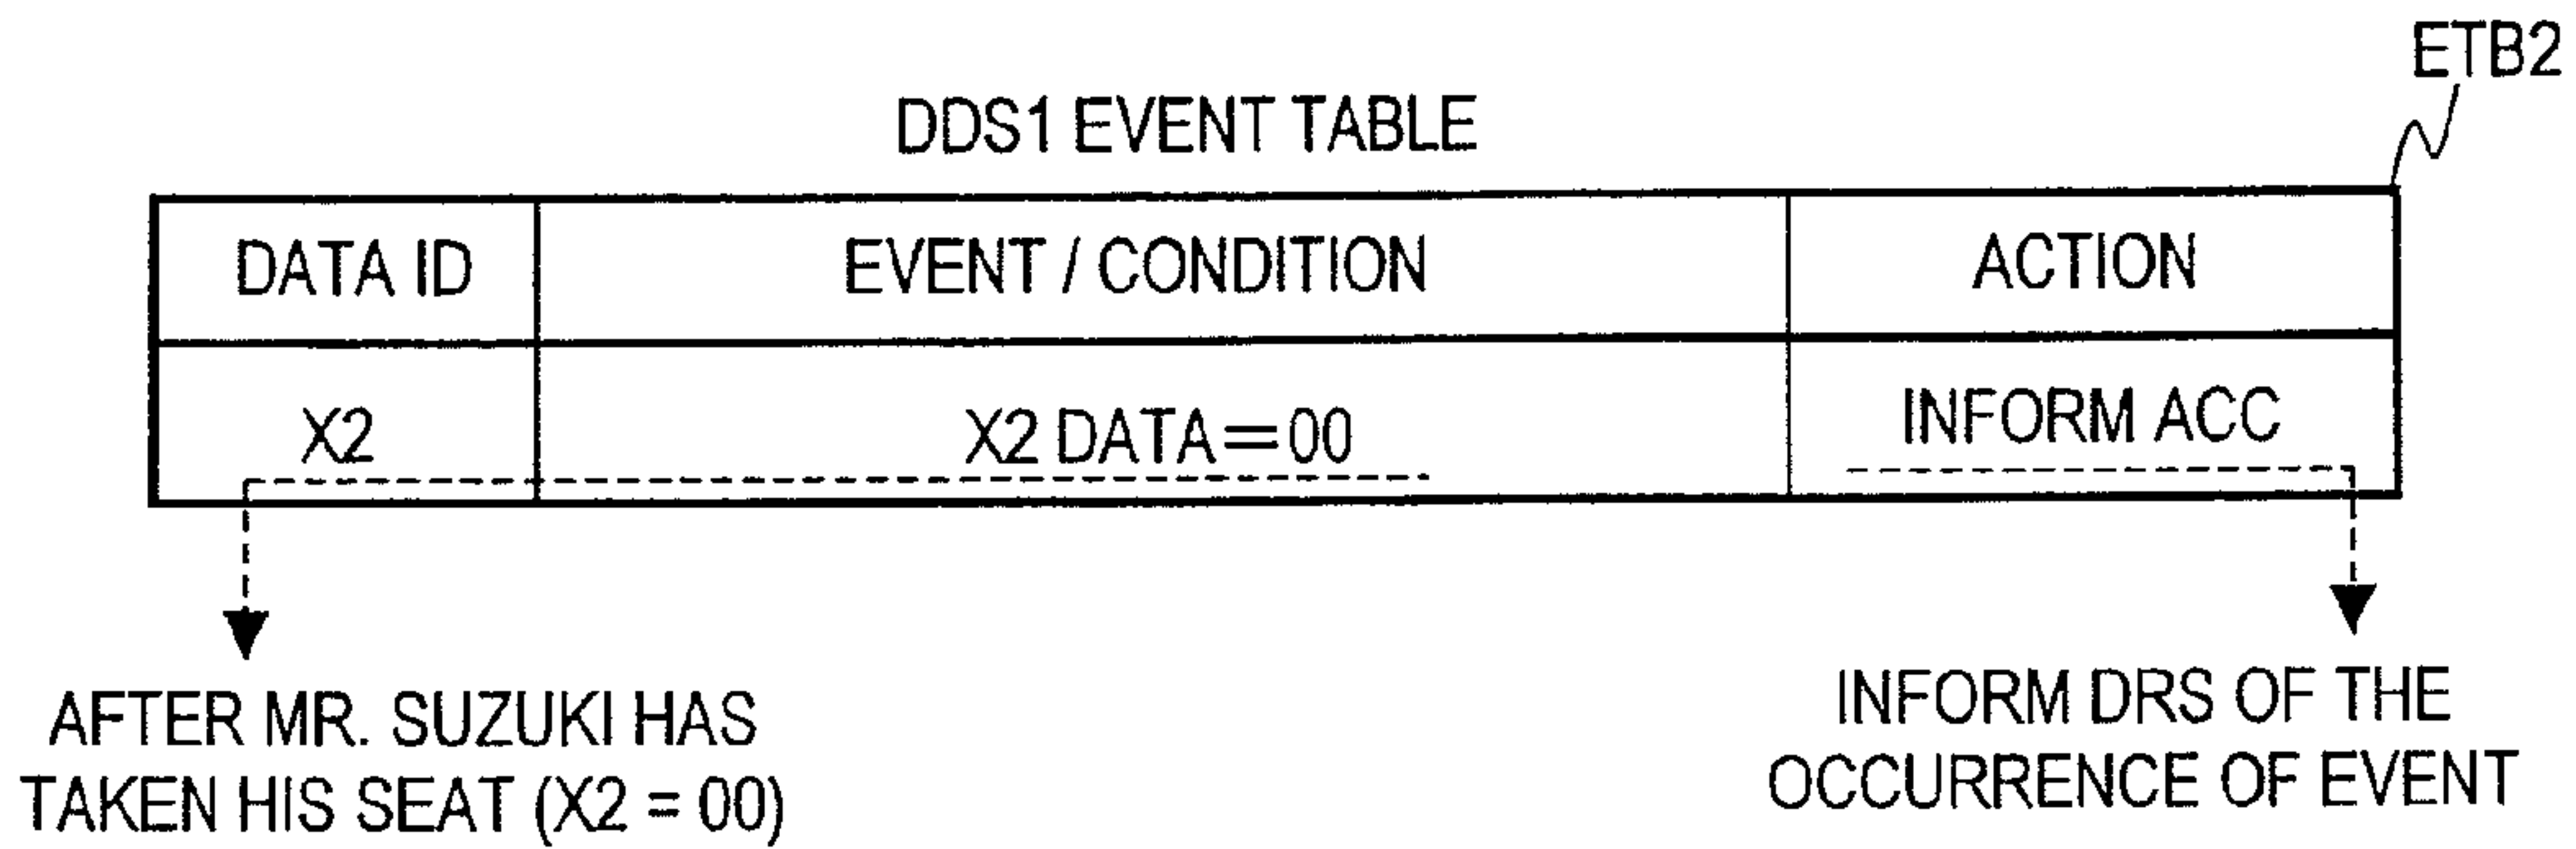 ETB2
DDS1 EVENT TABLE
DATA ID
EVENT / CONDITION
ACTION
X2
X2 DATA=00
INFORM ACC
AFTER MR. SUZUKI HAS
TAKEN HIS SEAT (X2 = 00)
INFORM DRS OF THE
OCCURRENCE OF EVENT